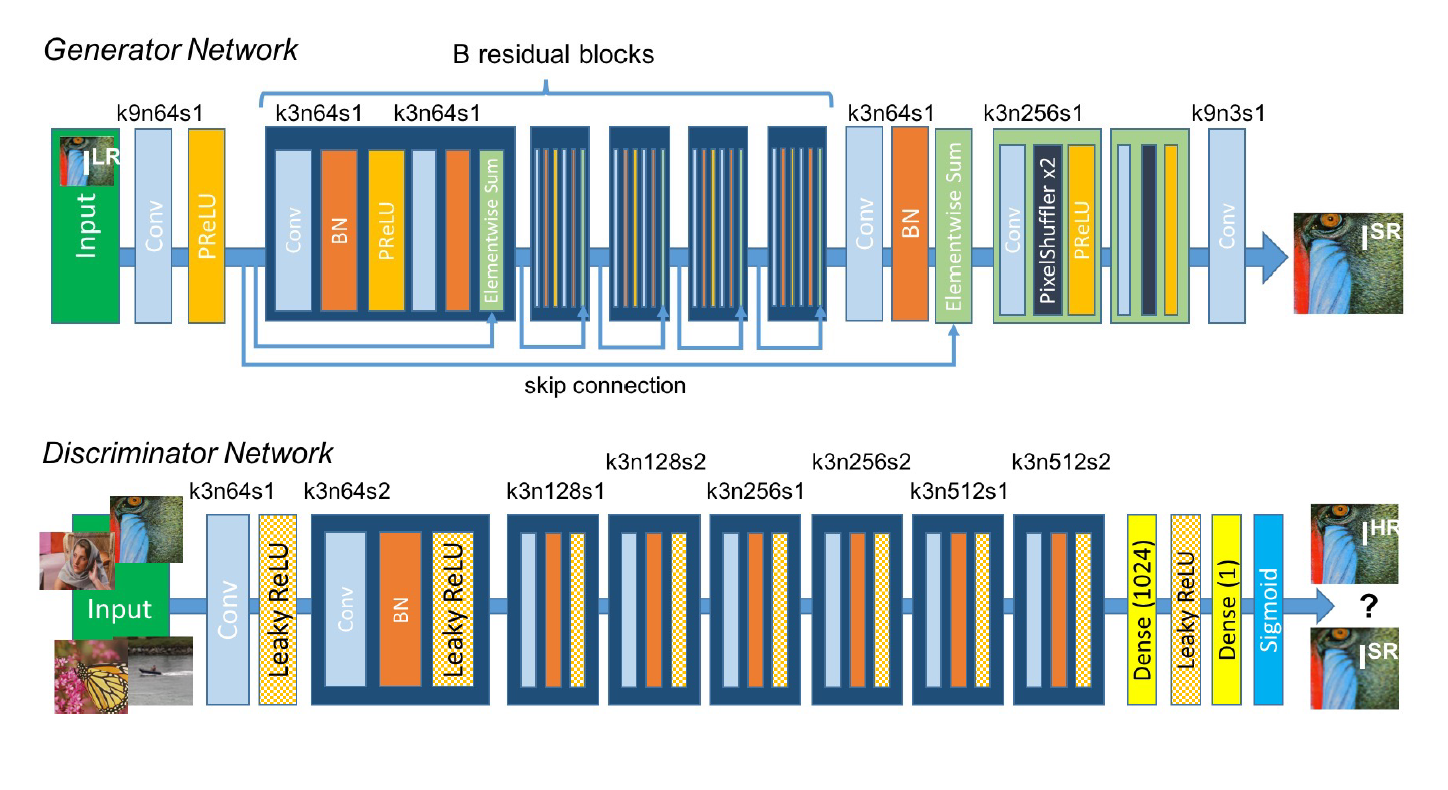 Generator Network
B residual blocks
k9n64s1
k3n64s1
k3n64s1
k3n64s1
k3n256s1
k9n3s1
I^LR
Input
Conv
PReLU
Conv
BN
PReLU
Elementwise Sum
Conv
BN
Elementwise Sum
Conv
PixelShuffler x2
PReLU
Conv
I^SR
skip connection
Discriminator Network
k3n64s1
k3n64s2
k3n128s1
k3n128s2
k3n256s1
k3n256s2
k3n512s1
k3n512s2
Input
Conv
Leaky ReLU
Conv
BN
Leaky ReLU
Dense (1024)
Leaky ReLU
Dense (1)
Sigmoid
I^HR
?
I^SR